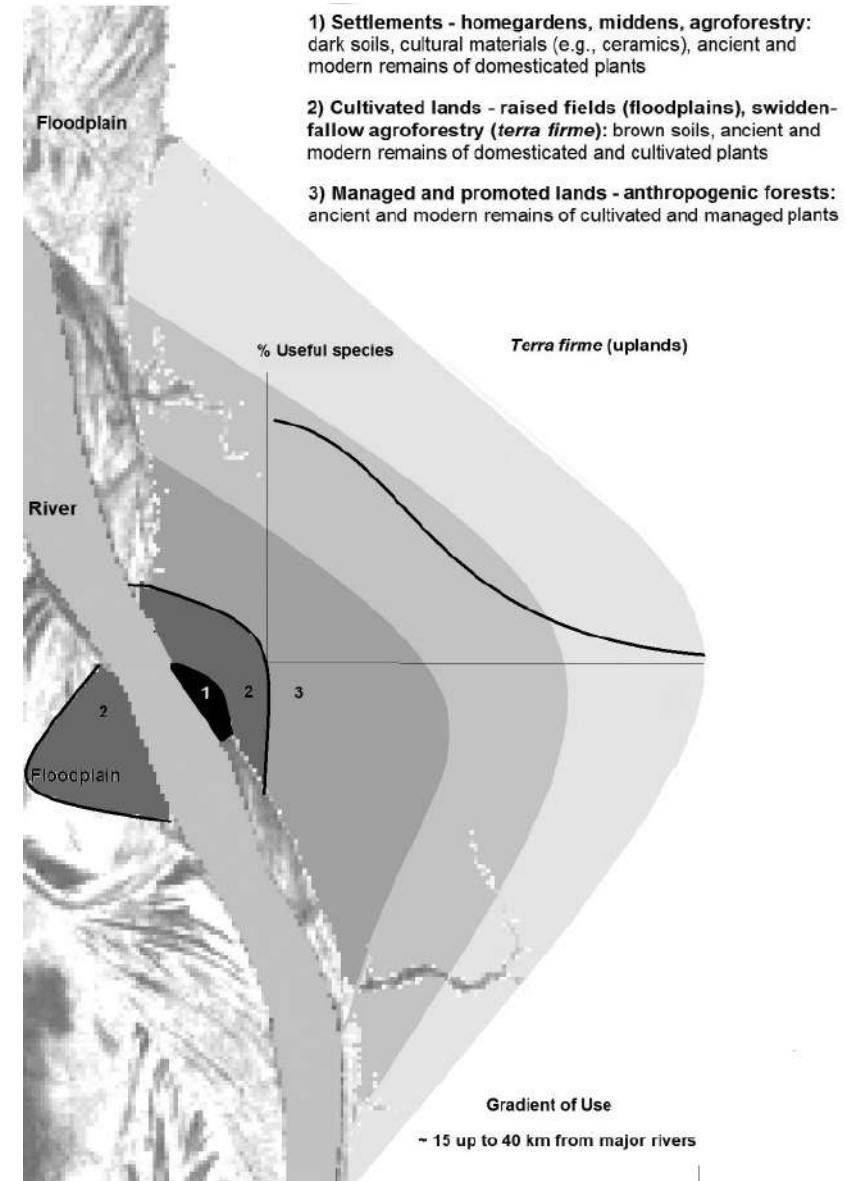 1) Settlements - homegardens, middens, agroforestry:
dark soils, cultural materials (e.g., ceramics), ancient and
modern remains of domesticated plants
2) Cultivated lands - raised fields (floodplains), swidden-
fallow agroforestry (terra firme): brown soils, ancient and
modern remains of domesticated and cultivated plants
3) Managed and promoted lands - anthropogenic forests:
ancient and modern remains of cultivated and managed plants
Floodplain
% Useful species
Terra firme (uplands)
River
1
2
3
2
Floodplain
Gradient of Use
~ 15 up to 40 km from major rivers